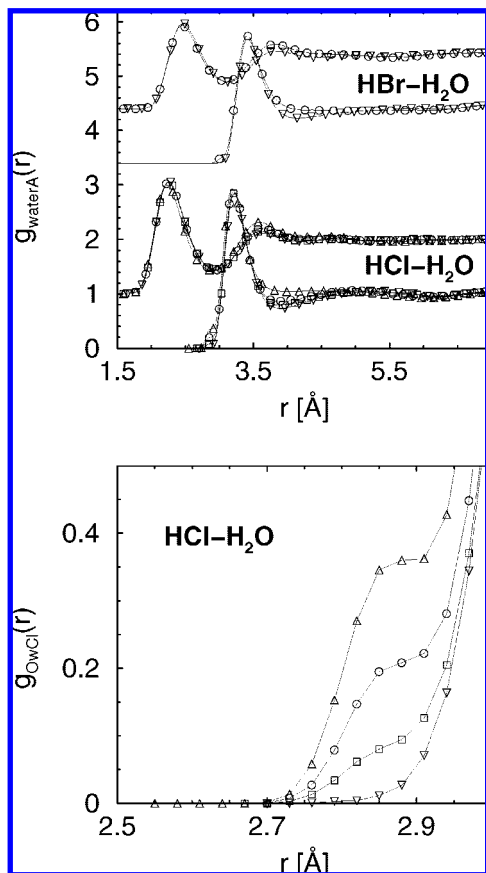 6
5
4
3
2
1
0
g_waterA(r)
HBr–H₂O
HCl–H₂O
1.5 3.5 5.5
r [Å]
0.4
0.2
0
g_OwCl(r)
HCl–H₂O
2.5 2.7 2.9
r [Å]